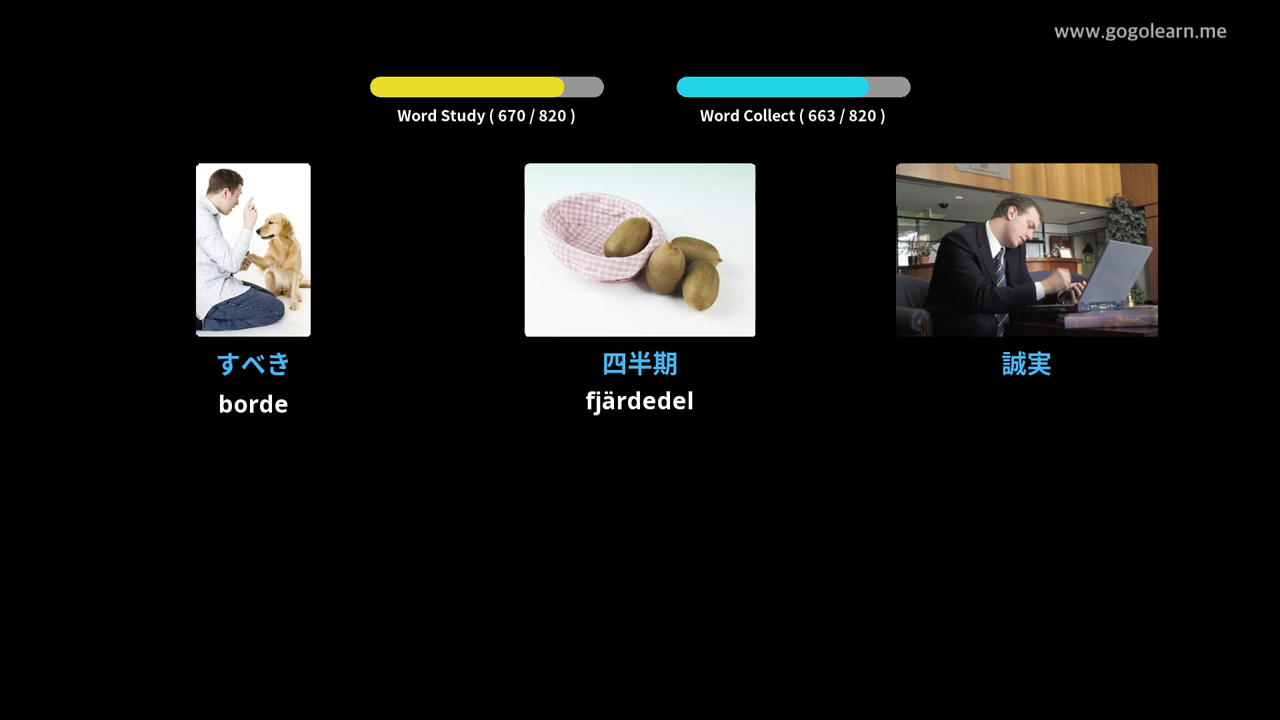 www.gogolearn.me
Word Study ( 670 / 820 )
Word Collect ( 663 / 820 )
すべき
四半期
誠実
borde
fjärdedel